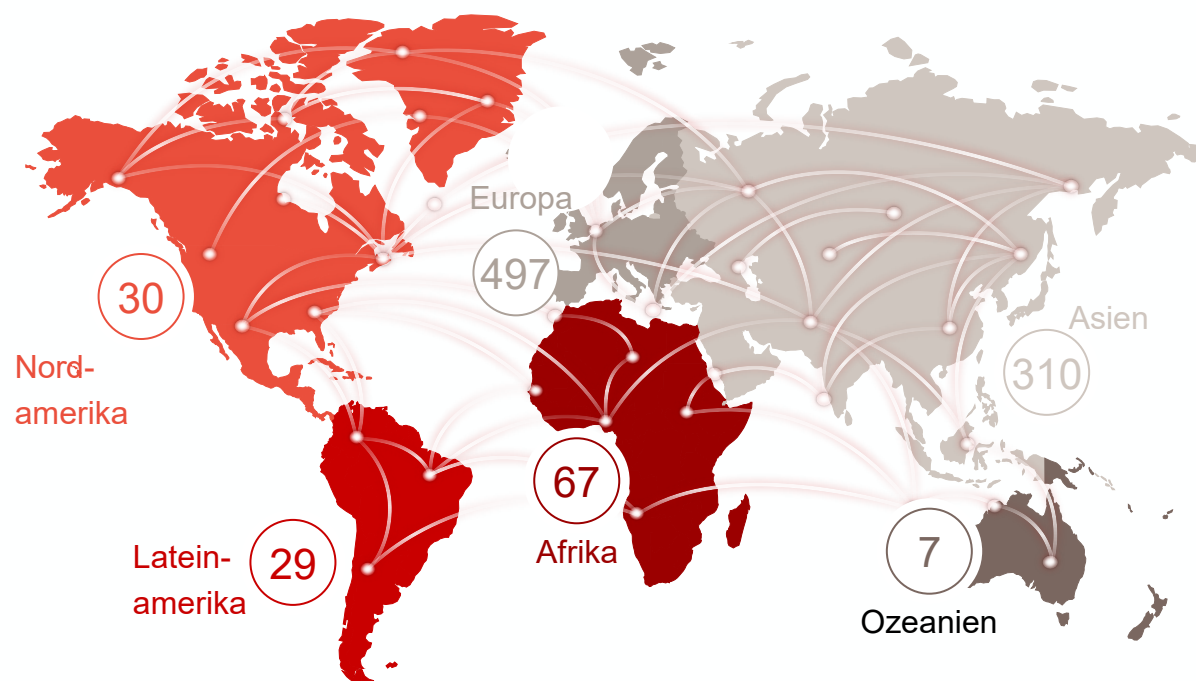 Europa
497
30
Asien
310
Nord-
amerika
67
Afrika
Latein-
amerika
29
7
Ozeanien